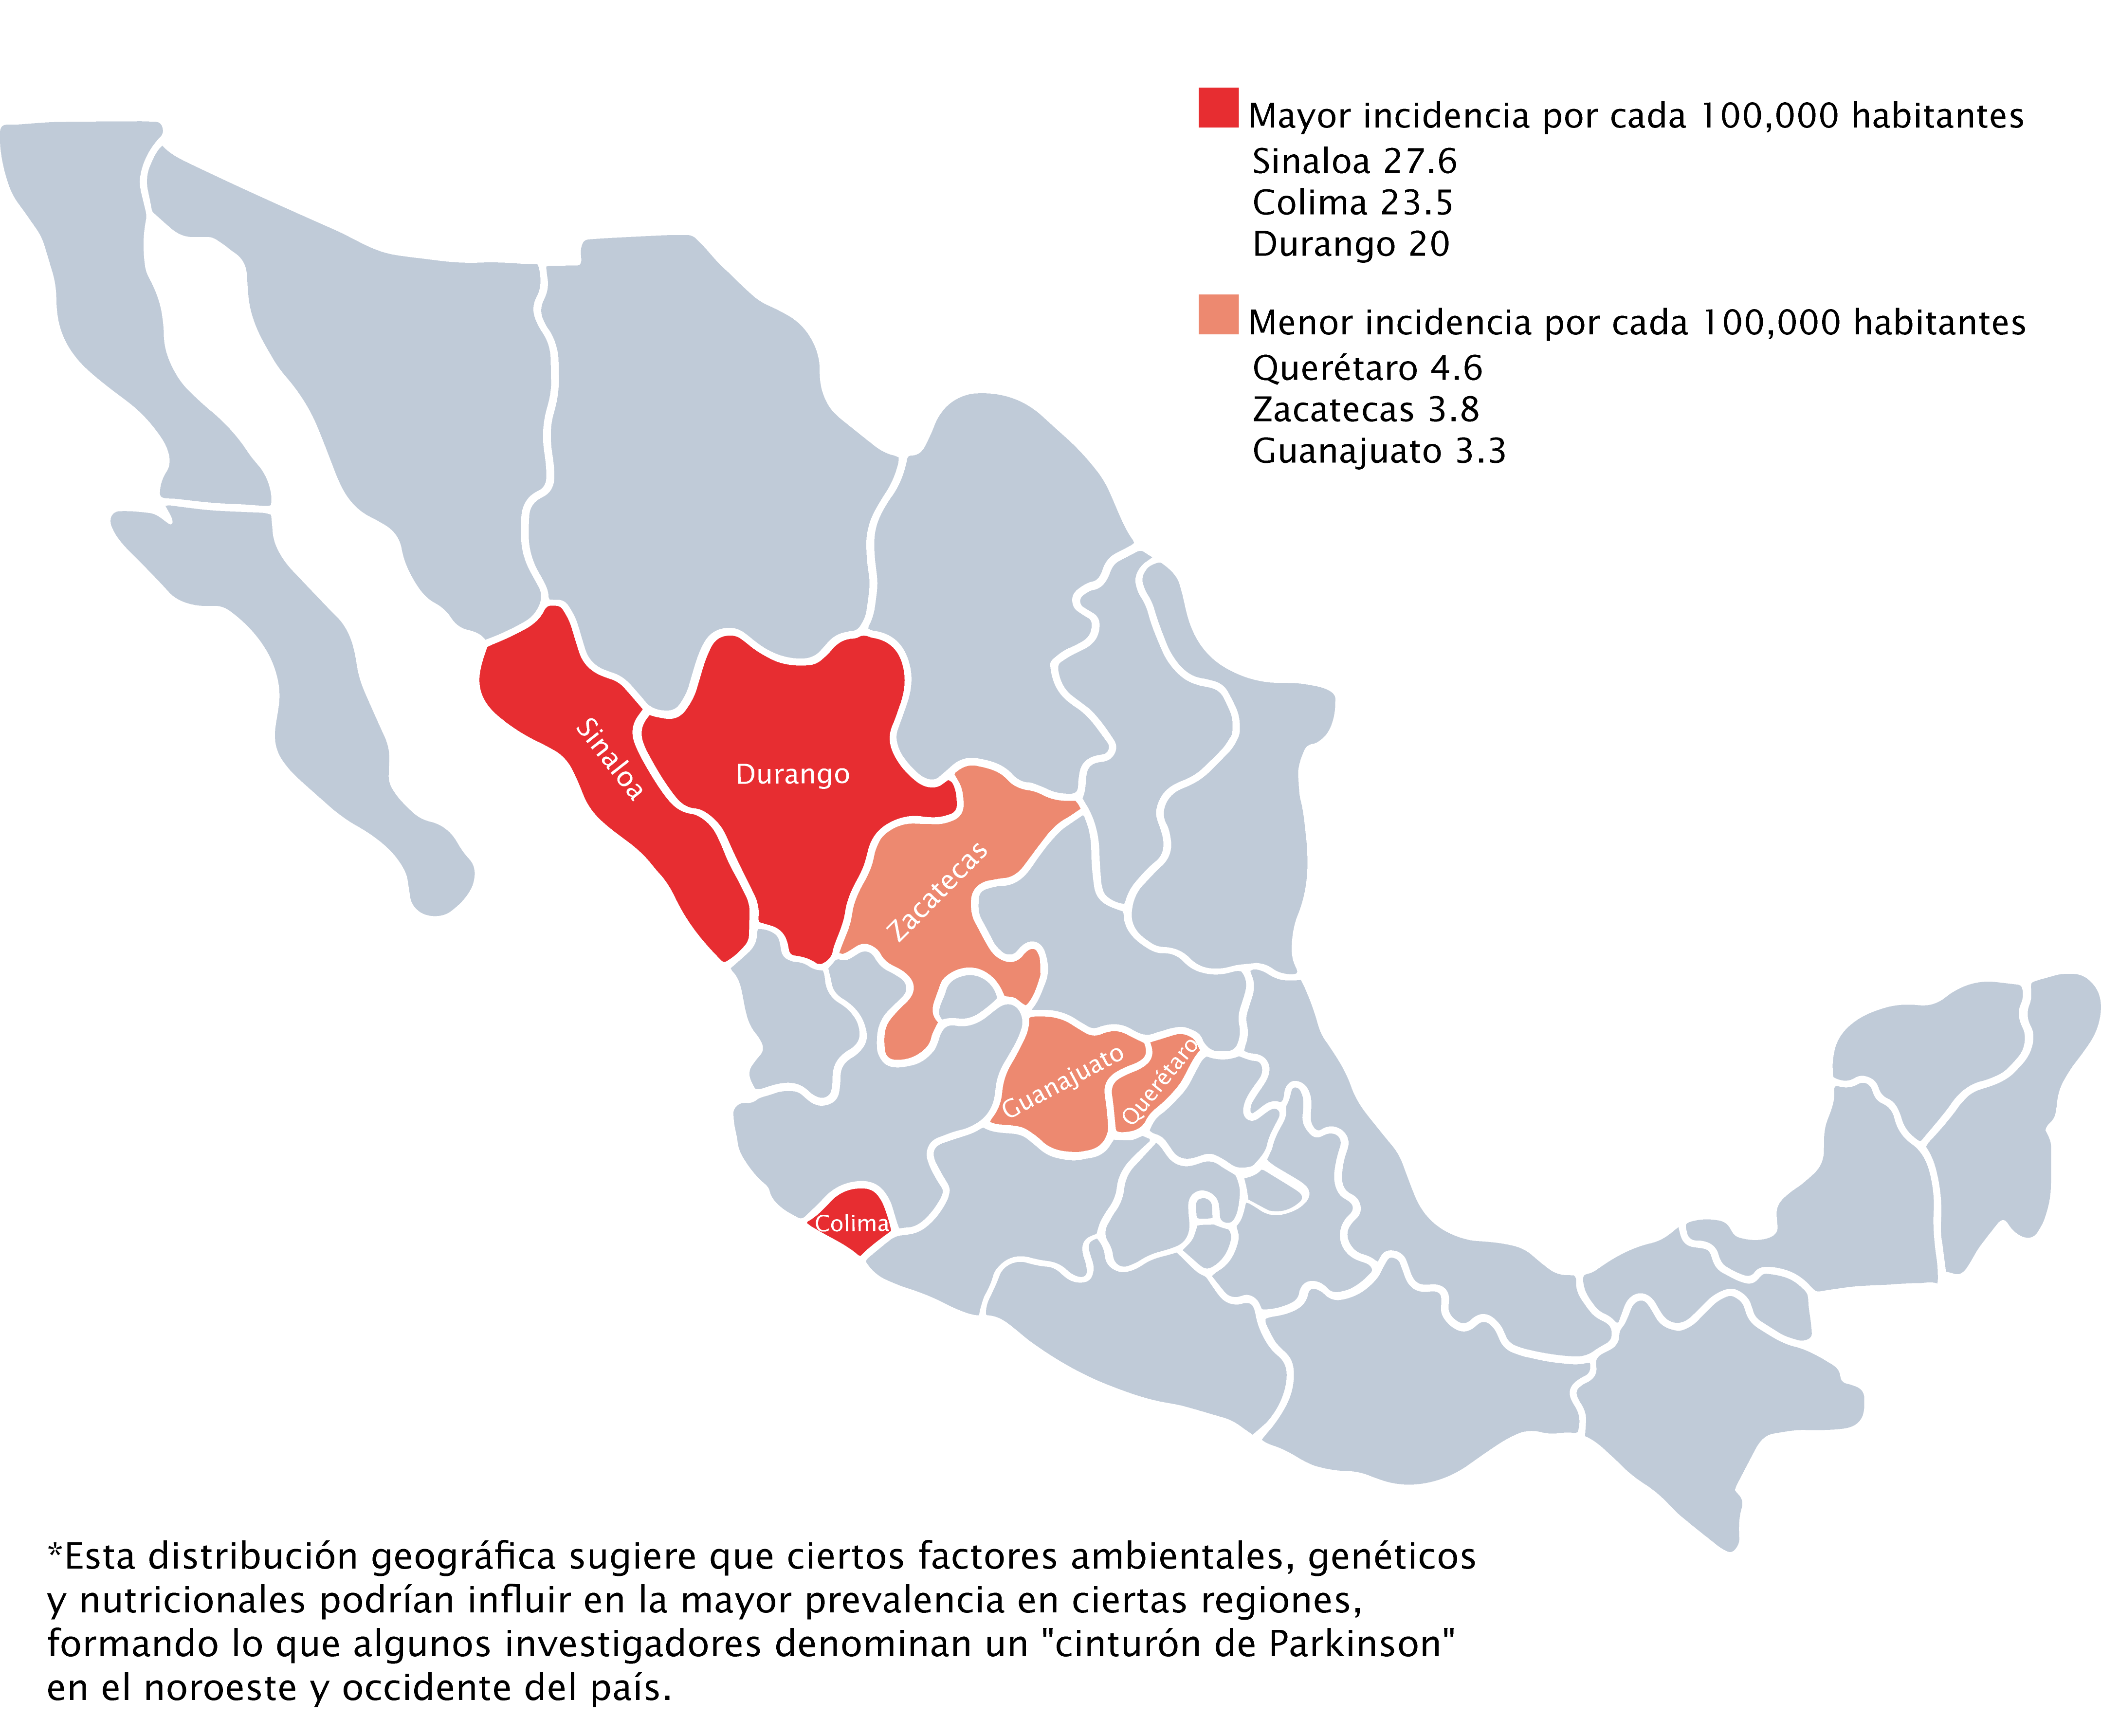 Mayor incidencia por cada 100,000 habitantes
Sinaloa 27.6
Colima 23.5
Durango 20
Menor incidencia por cada 100,000 habitantes
Querétaro 4.6
Zacatecas 3.8
Guanajuato 3.3
Sinaloa
Durango
Zacatecas
Guanajuato
Querétaro
Colima
*Esta distribución geográfica sugiere que ciertos factores ambientales, genéticos
y nutricionales podrían influir en la mayor prevalencia en ciertas regiones,
formando lo que algunos investigadores denominan un "cinturón de Parkinson"
en el noroeste y occidente del país.